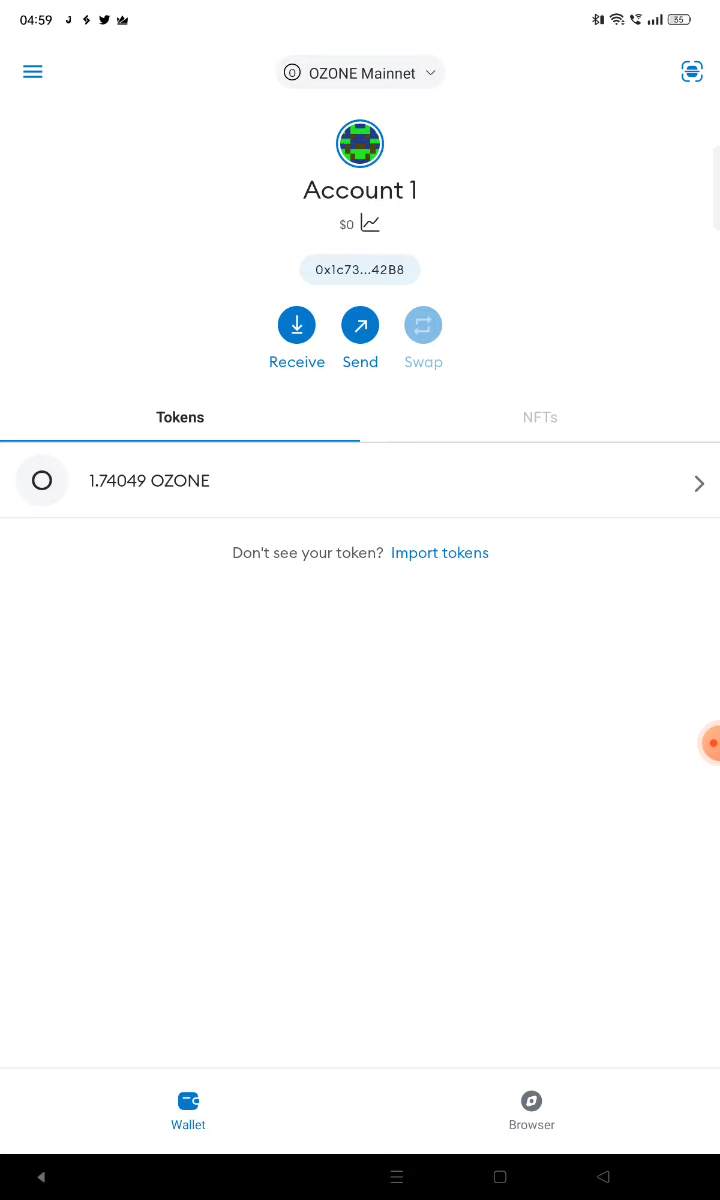 04:59
35
OZONE Mainnet
Account 1
$0
0x1c73...42B8
Receive Send Swap
Tokens NFTs
1.74049 OZONE
Don't see your token? Import tokens
Wallet Browser